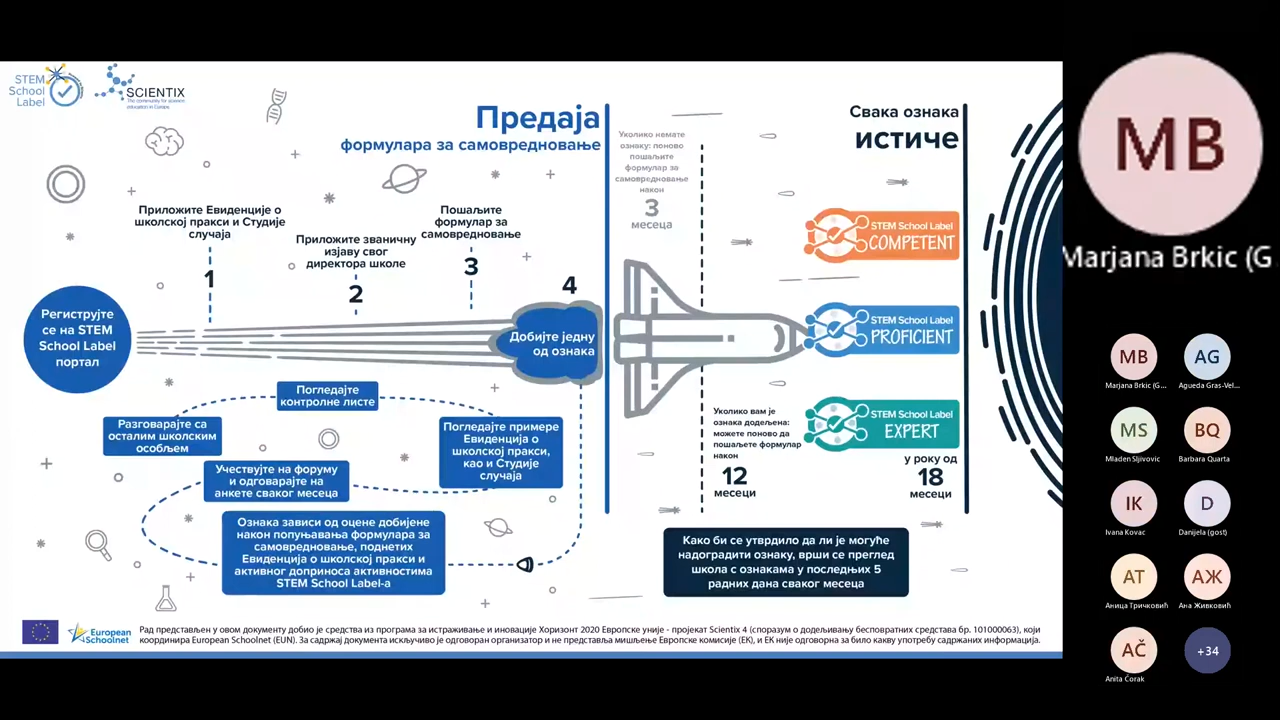 STEM
School
Label
SCIENTIX
The community for science
education in Europe
Предаја
формулара за самовредновање
Уколико немате
ознаку: поново
пошаљите
формулар за
самовредновање
након
3
месеца
Свака ознака
истиче
Приложите Евиденције о
школској пракси и Студије
случаја
1
Приложите званичну
изјаву свог
директора школе
2
Пошаљите
формулар за
самовредновање
3
4
Региструјте
се на STEM
School Label
портал
Добијте једну
од ознака
STEM School Label
COMPETENT
STEM School Label
PROFICIENT
STEM School Label
EXPERT
Погледајте
контролне листе
Разговарајте са
осталим школским
особљем
Погледајте примере
Евиденција о
школској пракси,
као и Студије
случаја
Учествујте на форуму
и одговарајте на
анкете сваког месеца
Ознака зависи од оцене добијене
након попуњавања формулара за
самовредновање, поднетих
Евиденција о школској пракси и
активног доприноса активностима
STEM School Label-а
Уколико вам је
ознака додељена:
можете поново да
пошаљете формулар
након
12
месеци
у року од
18
месеци
Како би се утврдило да ли је могуће
надоградити ознаку, врши се преглед
школа с ознакама у последњих 5
радних дана сваког месеца
European
Schoolnet
Рад представљен у овом документу добио је средства из програма за истраживање и иновације Хоризонт 2020 Европске уније - пројекат Scientix 4 (споразум о додељивању бесповратних средстава бр. 101000063), који
координира European Schoolnet (EUN). За садржај документа искључиво је одговоран организатор и не представља мишљење Европске комисије (ЕК), и ЕК није одговорна за било какву употребу садржаних информација.
MB
Marjana Brkic (G
MB
Marjana Brkic (G...
AG
Agueda Gras-Vel...
MS
Mladen Sljivovic
BQ
Barbara Quarta
IK
Ivana Kovac
D
Danijela (gost)
АТ
Аница Тричковић
АЖ
Ана Живковић
AČ
Anita Ćorak
+34